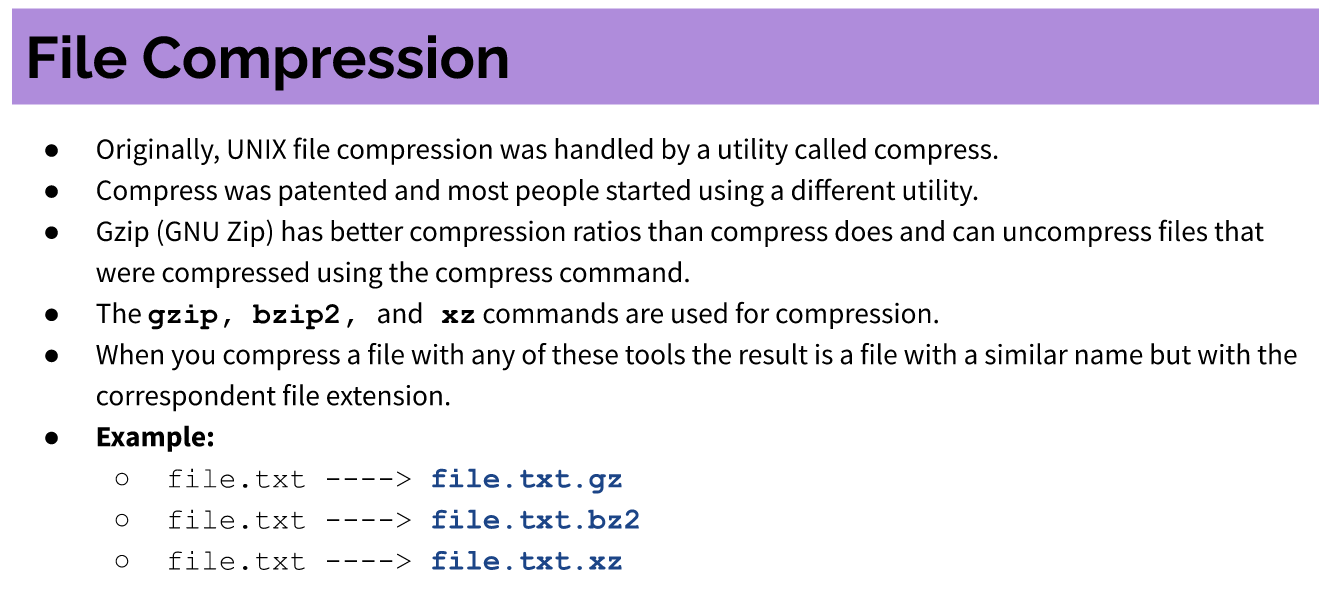 File Compression
● Originally, UNIX file compression was handled by a utility called compress.
● Compress was patented and most people started using a different utility.
● Gzip (GNU Zip) has better compression ratios than compress does and can uncompress files that
were compressed using the compress command.
● The gzip, bzip2, and xz commands are used for compression.
● When you compress a file with any of these tools the result is a file with a similar name but with the
correspondent file extension.
● Example:
○ file.txt ----> file.txt.gz
○ file.txt ----> file.txt.bz2
○ file.txt ----> file.txt.xz